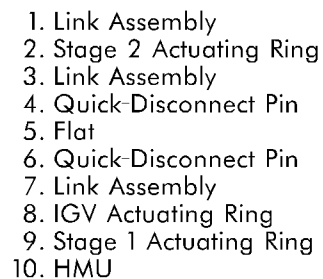 1. Link Assembly
2. Stage 2 Actuating Ring
3. Link Assembly
4. Quick-Disconnect Pin
5. Flat
6. Quick-Disconnect Pin
7. Link Assembly
8. IGV Actuating Ring
9. Stage 1 Actuating Ring
10. HMU